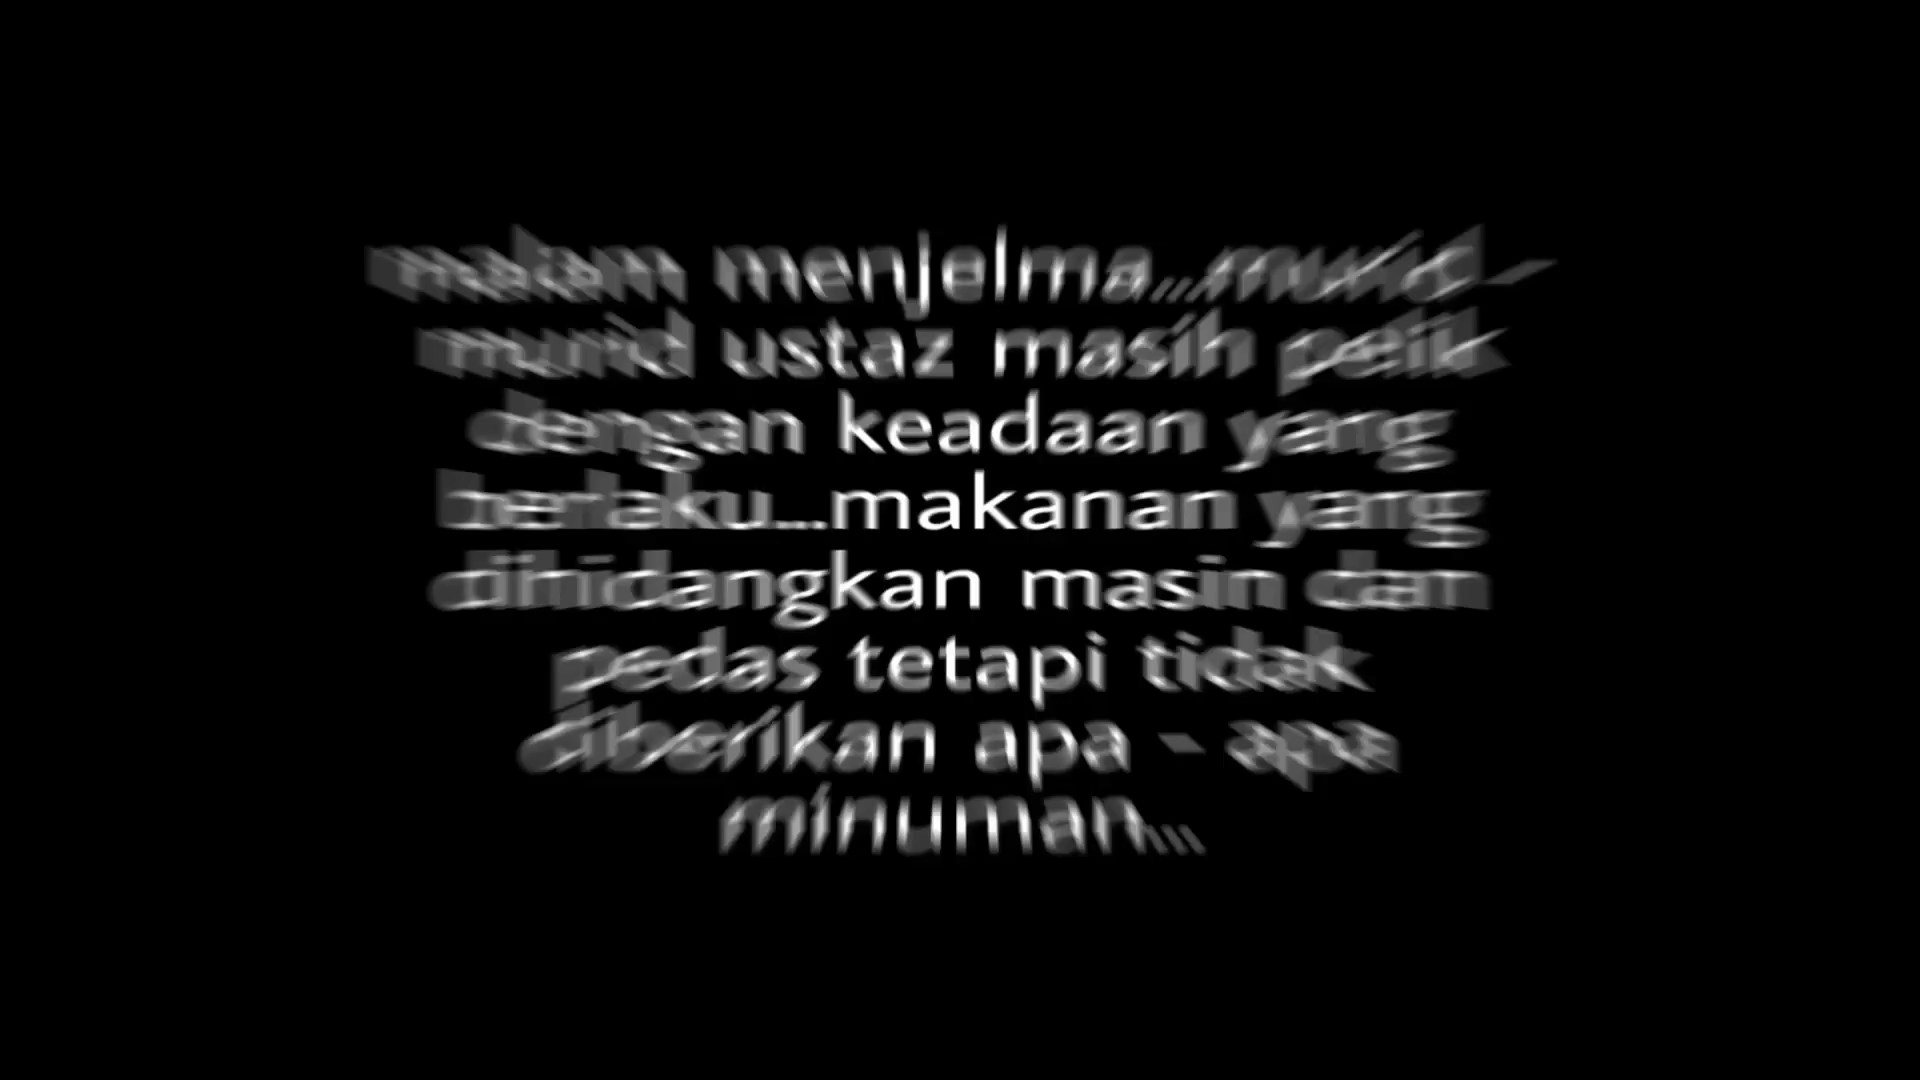 malam menjelma...murid -
murid ustaz masih pelik
dengan keadaan yang
berlaku...makanan yang
dihidangkan masin dan
pedas tetapi tidak
diberikan apa - apa
minuman...